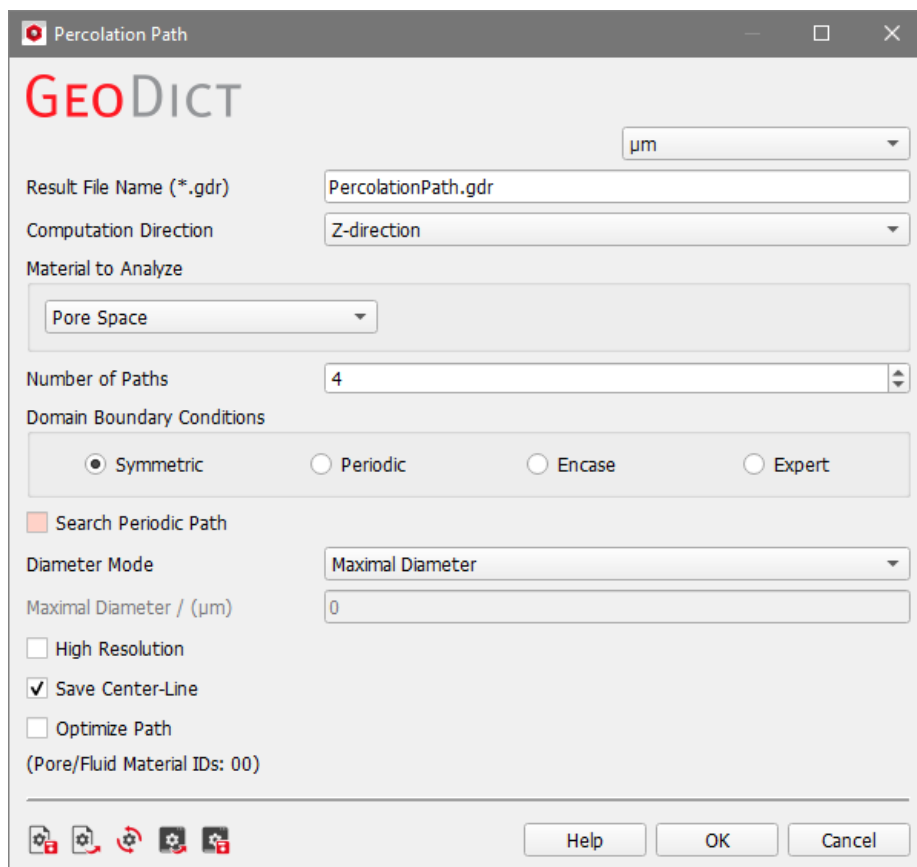 Percolation Path
GEODICT
µm
Result File Name (*.gdr) PercolationPath.gdr
Computation Direction Z-direction
Material to Analyze
Pore Space
Number of Paths 4
Domain Boundary Conditions
Symmetric Periodic Encase Expert
Search Periodic Path
Diameter Mode Maximal Diameter
Maximal Diameter / (µm) 0
High Resolution
Save Center-Line
Optimize Path
(Pore/Fluid Material IDs: 00)
Help OK Cancel